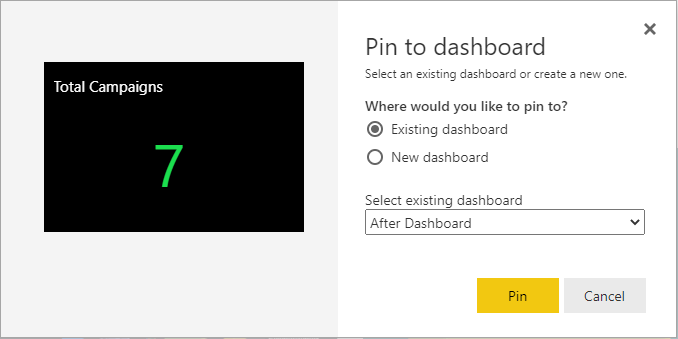 Total Campaigns
7
Pin to dashboard
Select an existing dashboard or create a new one.
Where would you like to pin to?
Existing dashboard
New dashboard
Select existing dashboard
After Dashboard
Pin
Cancel